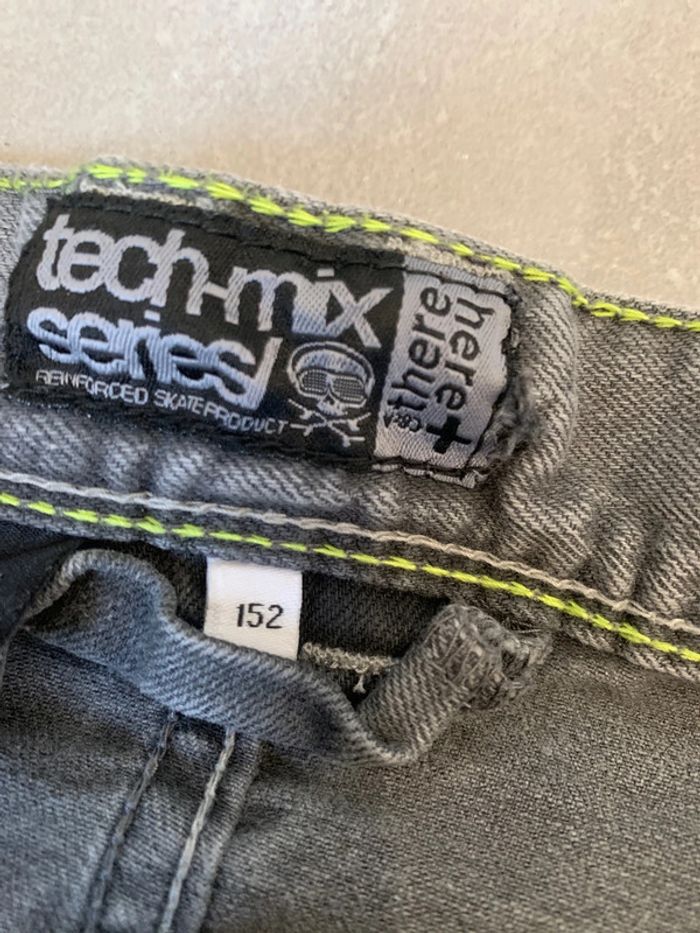 tech-mix
series/
REINFORCED SKATE PRODUCT
here +
there
152